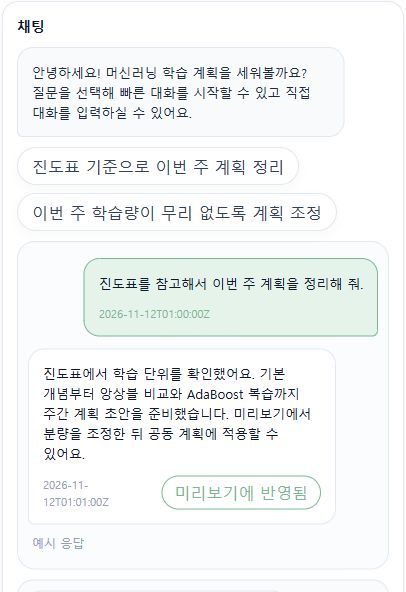 채팅
안녕하세요! 머신러닝 학습 계획을 세워볼까요?
질문을 선택해 빠른 대화를 시작할 수 있고 직접
대화를 입력하실 수 있어요.
진도표 기준으로 이번 주 계획 정리
이번 주 학습량이 무리 없도록 계획 조정
진도표를 참고해서 이번 주 계획을 정리해 줘.
2026-11-12T01:00:00Z
진도표에서 학습 단위를 확인했어요. 기본
개념부터 앙상블 비교와 AdaBoost 복습까지
주간 계획 초안을 준비했습니다. 미리보기에서
분량을 조정한 뒤 공동 계획에 적용할 수
있어요.
2026-11-
12T01:01:00Z
미리보기에 반영됨
예시 응답